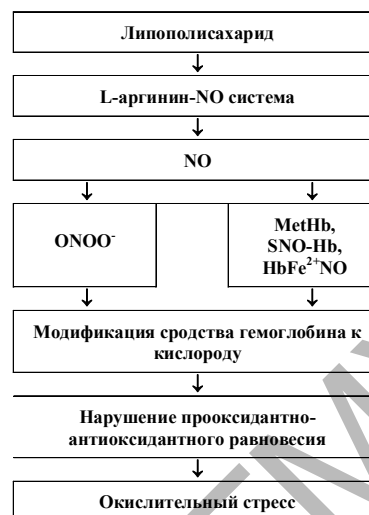 Липополисахарид
L-аргинин-NO система
NO
ONOO⁻
MetHb,
SNO-Hb,
HbFe²⁺NO
Модификация сродства гемоглобина к
кислороду
Нарушение прооксидантно-
антиоксидантного равновесия
Окислительный стресс